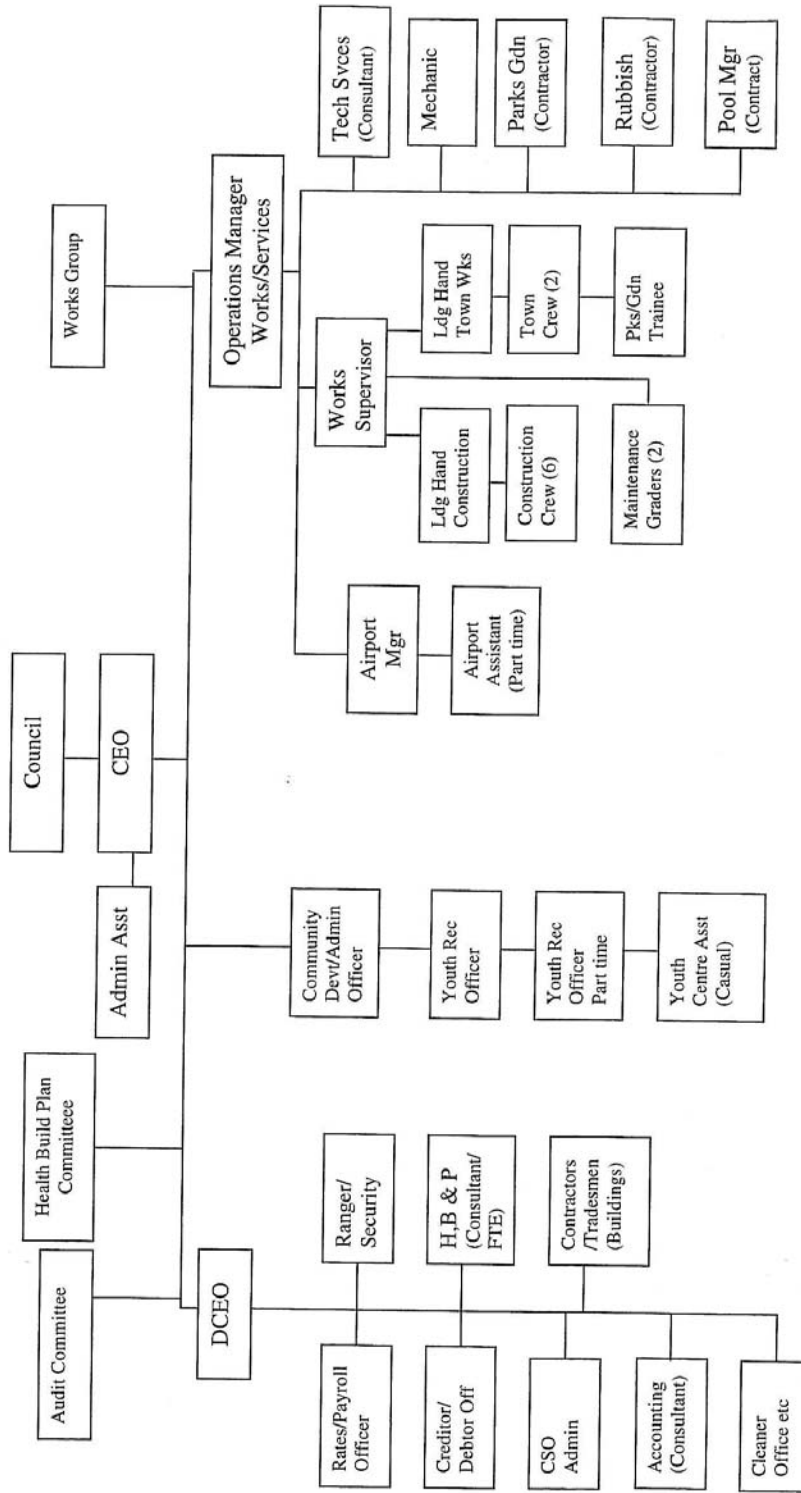 Council
CEO
Admin Asst
Audit Committee
Health Build Plan
Committeee
Works Group
DCEO
Operations Manager
Works/Services
Rates/Payroll
Officer
Ranger/
Security
Creditor/
Debtor Off
H,B & P
(Consultant/
FTE)
CSO
Admin
Contractors
/Tradesmen
(Buildings)
Accounting
(Consultant)
Cleaner
Office etc
Community
Devt/Admin
Officer
Youth Rec
Officer
Youth Rec
Officer
Part time
Youth
Centre Asst
(Casual)
Airport
Mgr
Airport
Assistant
(Part time)
Works
Supervisor
Ldg Hand
Construction
Construction
Crew (6)
Maintenance
Graders (2)
Ldg Hand
Town Wks
Town
Crew (2)
Pks/Gdn
Trainee
Tech Svces
(Consultant)
Mechanic
Parks Gdn
(Contractor)
Rubbish
(Contractor)
Pool Mgr
(Contract)